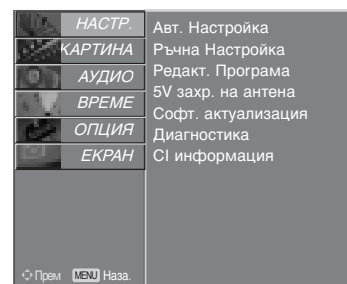 НАСТР.
КАРТИНА
АУДИО
ВРЕМЕ
ОПЦИЯ
ЕКРАН
Авт. Настройка
Ръчна Настройка
Редакт. Програма
5V захр. на антена
Софт. актуализация
Диагностика
CI информация
Прем MENU Наза.